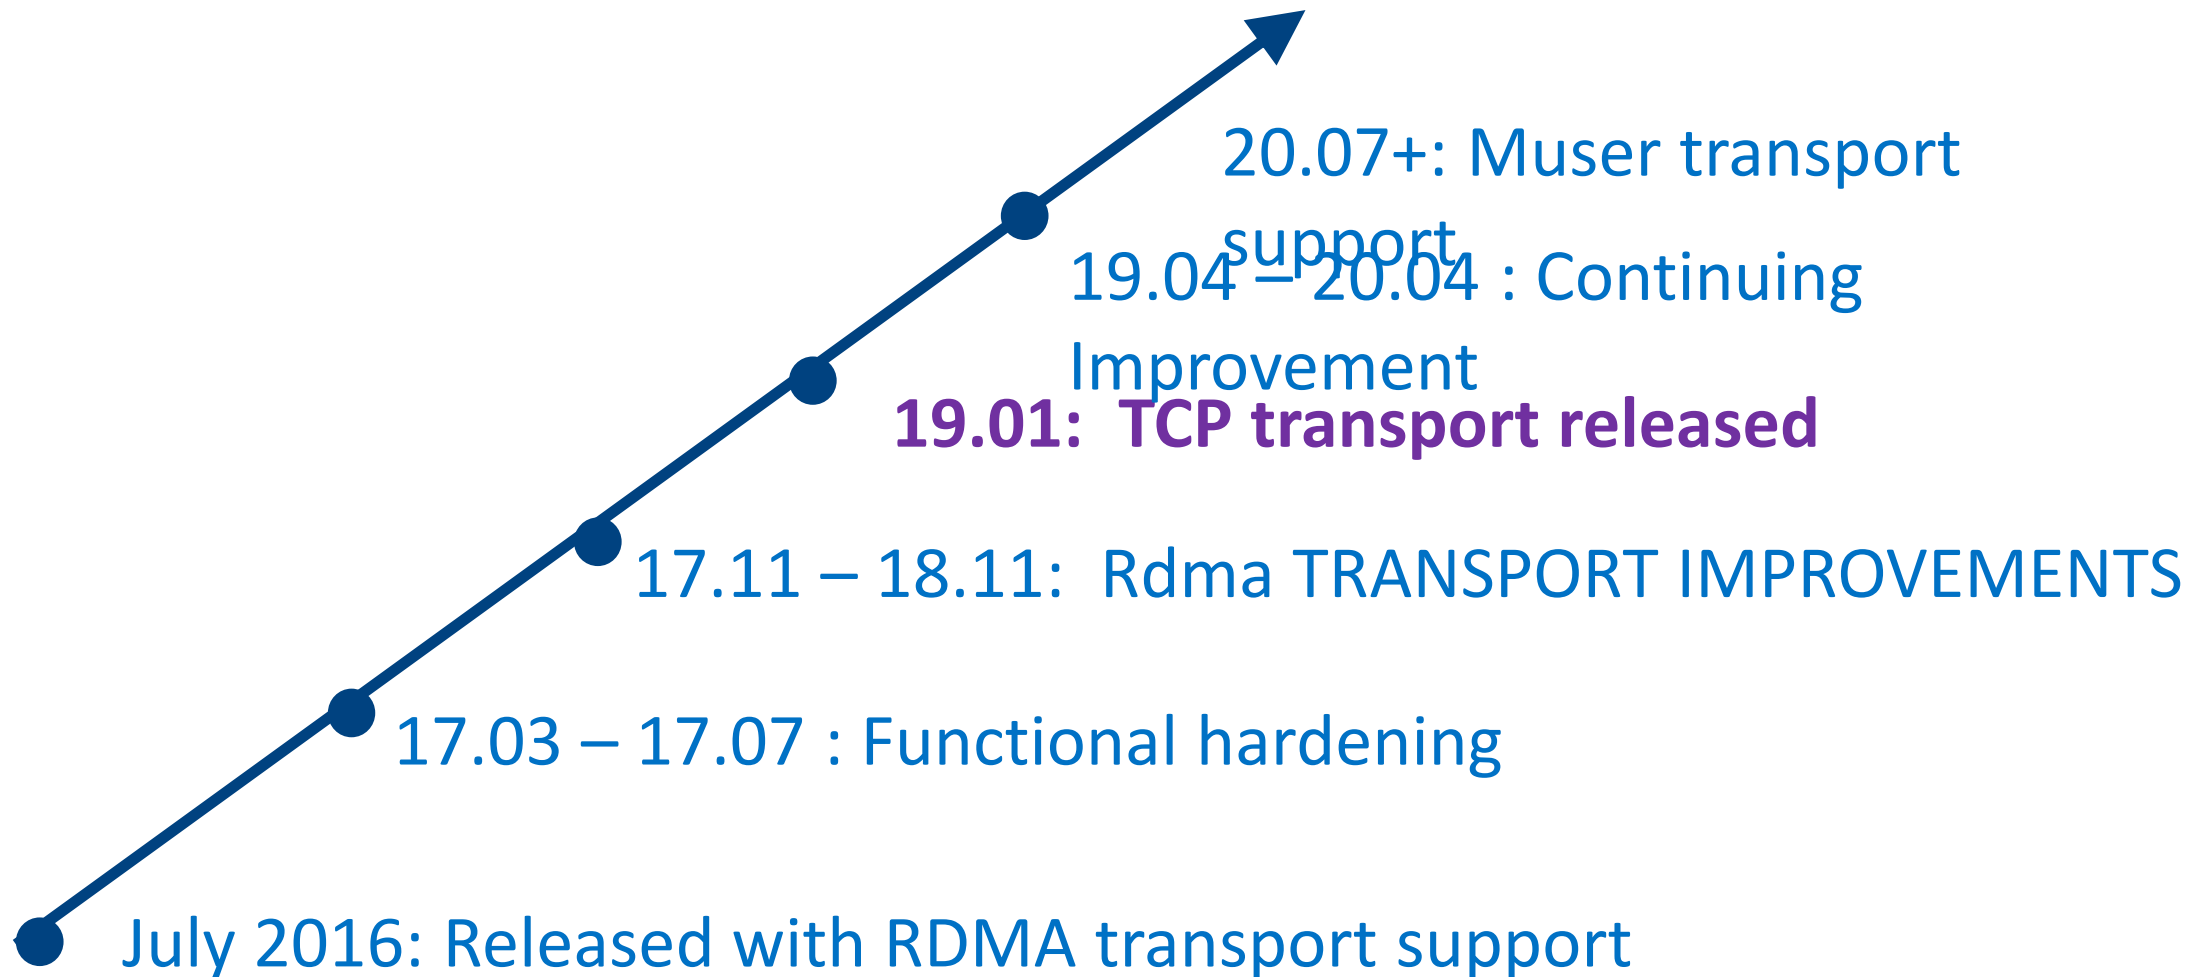 20.07+: Muser transport
support
19.04 – 20.04 : Continuing
Improvement
19.01:  TCP transport released
17.11 – 18.11:  Rdma TRANSPORT IMPROVEMENTS
17.03 – 17.07 : Functional hardening
July 2016: Released with RDMA transport support